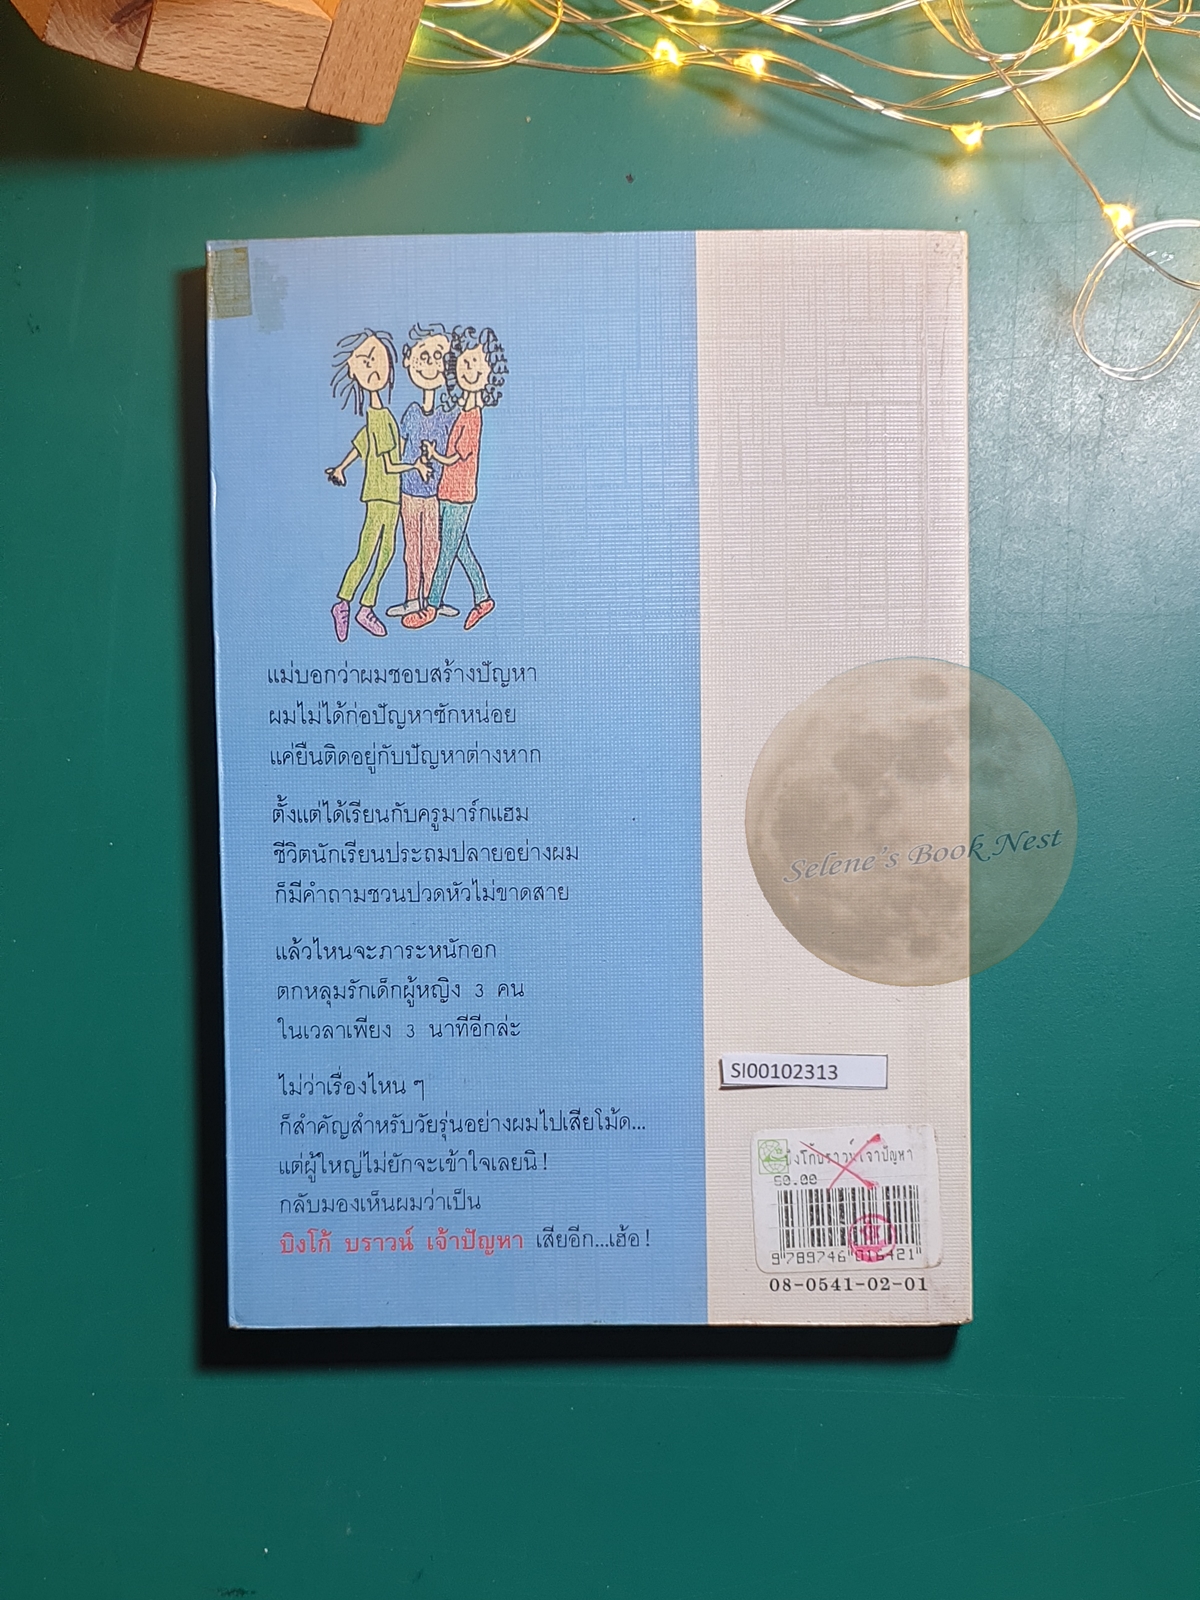 แม่บอกว่าผมชอบสร้างปัญหา
ผมไม่ได้ก่อปัญหาซักหน่อย
แค่ยืนติดอยู่กับปัญหาต่างหาก
ตั้งแต่ได้เรียนกับครูมาร์กแฮม
ชีวิตนักเรียนประถมปลายอย่างผม
ก็มีคำถามชวนปวดหัวไม่ขาดสาย
แล้วไหนจะภาระหนักอก
ตกหลุมรักเด็กผู้หญิง 3 คน
ในเวลาเพียง 3 นาทีอีกล่ะ
ไม่ว่าเรื่องไหน ๆ
ก็สำคัญสำหรับวัยรุ่นอย่างผมไปเสียโม้ด...
แต่ผู้ใหญ่ไม่ยักจะเข้าใจเลยนิ!
กลับมองเห็นผมว่าเป็น
บิงโก้ บราวน์ เจ้าปัญหา เสียอีก...เฮ้อ!
Selene's Book Nest
SI00102313
บิงโก้บราวน์ เจ้าปัญหา
60.00
9 789746 016421
08-0541-02-01